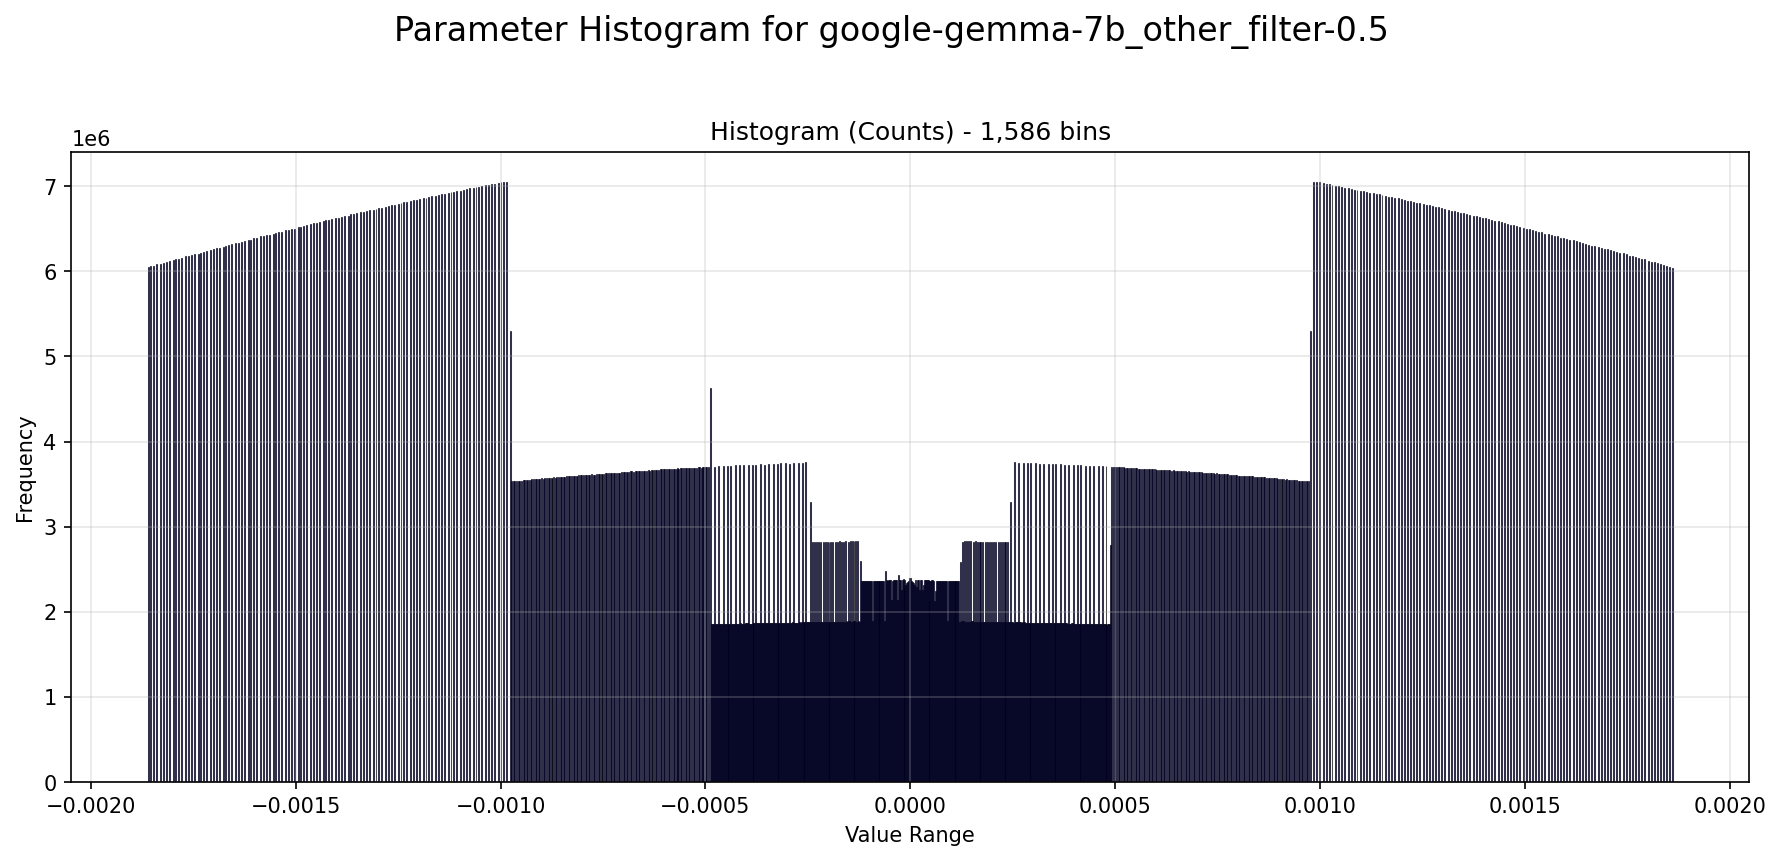 Parameter Histogram for google-gemma-7b_other_filter-0.5
Histogram (Counts) - 1,586 bins
1e6
7
6
5
4
3
2
1
0
Frequency
−0.0020 −0.0015 −0.0010 −0.0005 0.0000 0.0005 0.0010 0.0015 0.0020
Value Range